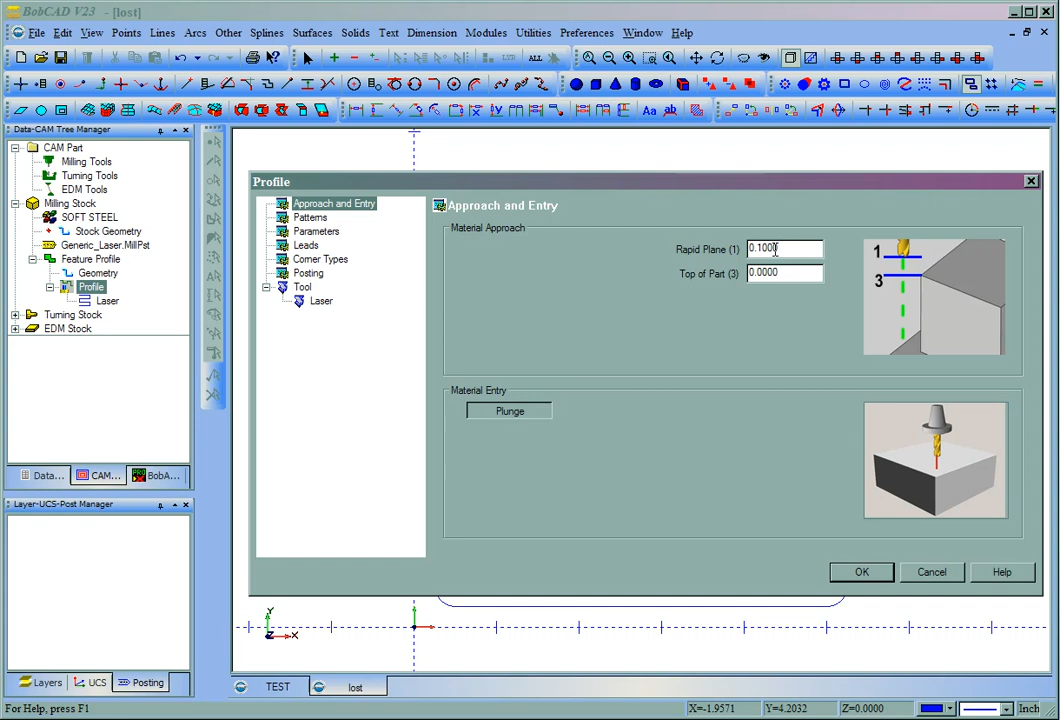 BobCAD V23 - [lost]
File Edit View Points Lines Arcs Other Splines Surfaces Solids Text Dimension Modules Utilities Preferences Window Help
Data-CAM Tree Manager
CAM Part
Milling Tools
Turning Tools
EDM Tools
Milling Stock
SOFT STEEL
Stock Geometry
Generic_Laser.MillPst
Feature Profile
Geometry
Profile
Laser
Turning Stock
EDM Stock
Data... CAM... BobA...
Layer-UCS-Post Manager
Layers UCS Posting
Profile
Approach and Entry
Patterns
Parameters
Leads
Corner Types
Posting
Tool
Laser
Approach and Entry
Material Approach
Rapid Plane (1) 0.1000
Top of Part (3) 0.0000
1
3
Material Entry
Plunge
OK Cancel Help
Y
Z X
TEST lost
For Help, press F1
X=-1.9571 Y=4.2032 Z=0.0000 Inch